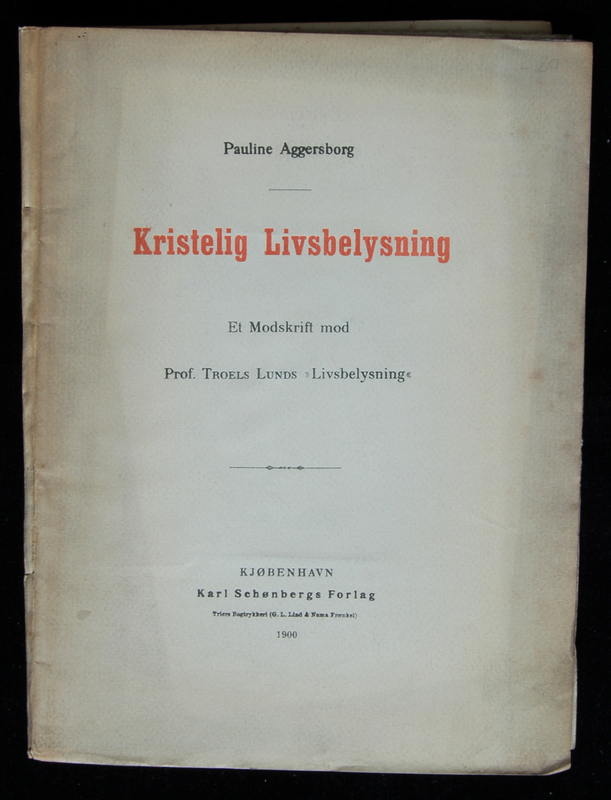 Pauline Aggersborg
Kristelig Livsbelysning
Et Modskrift mod
Prof. TROELS LUNDS »Livsbelysning«
KJØBENHAVN
Karl Schønbergs Forlag
Triers Bogtrykkeri (G. L. Lind & Numa Frænkel)
1900